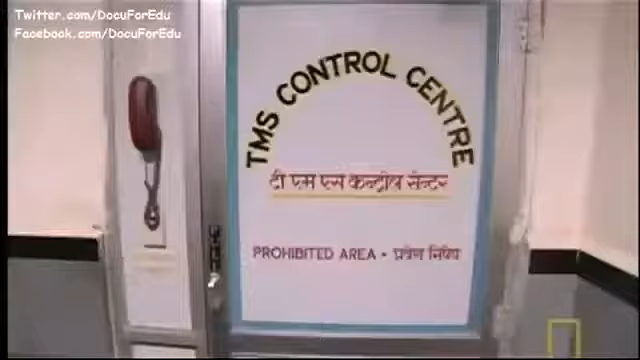 Twitter.com/DocuForEdu
Facebook.com/DocuForEdu
TMS CONTROL CENTRE
टी एम एस कन्ट्रोल सेन्टर
PROHIBITED AREA - प्रवेश निषेध